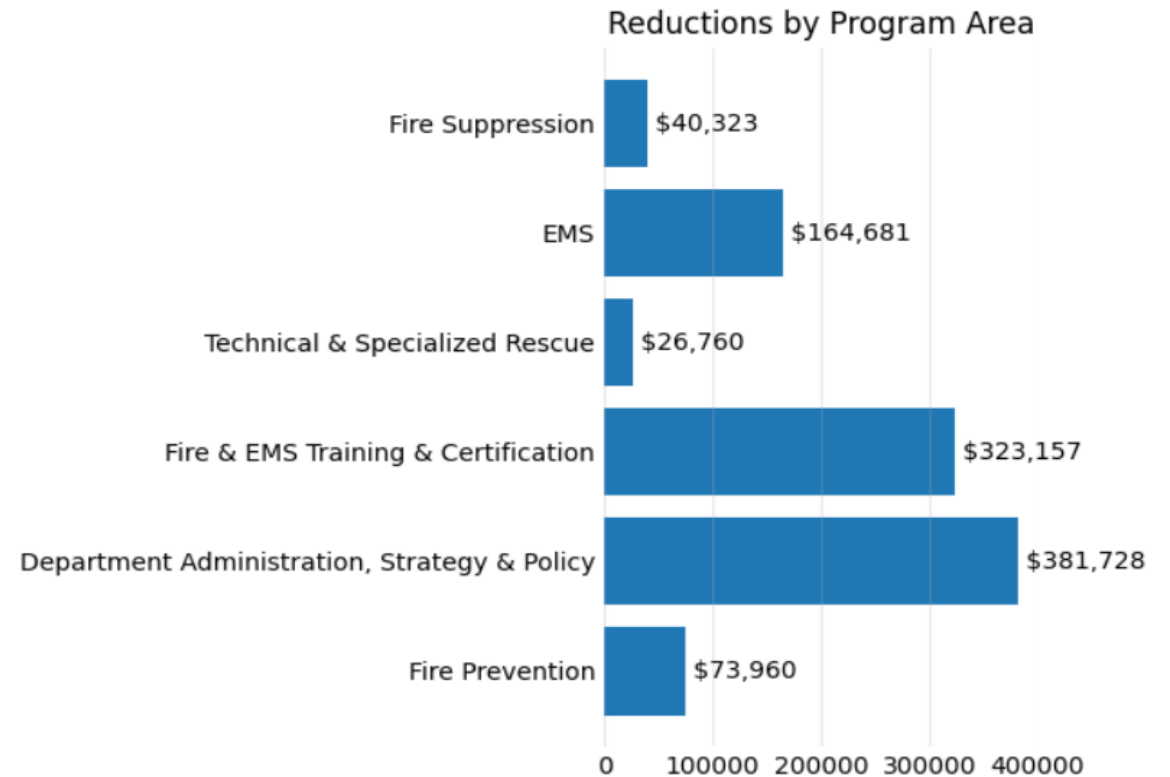 Reductions by Program Area
Fire Suppression $40,323
EMS $164,681
Technical & Specialized Rescue $26,760
Fire & EMS Training & Certification $323,157
Department Administration, Strategy & Policy $381,728
Fire Prevention $73,960
0 100000 200000 300000 400000